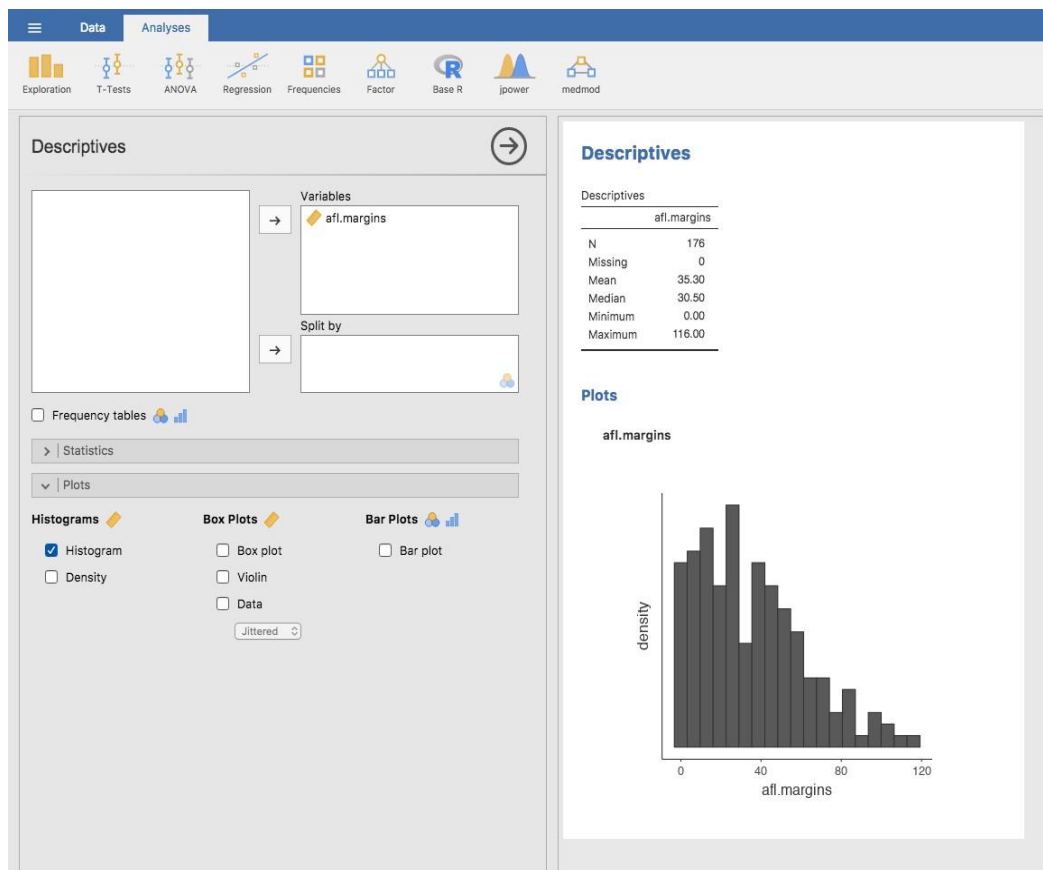 Data Analyses
Exploration T-Tests ANOVA Regression Frequencies Factor Base R jpower medmod
Descriptives
Variables
afl.margins
Split by
Frequency tables
Statistics
Plots
Histograms Box Plots Bar Plots
Histogram Box plot Bar plot
Density Violin
Data
Jittered
Descriptives
Descriptives
afl.margins
N 176
Missing 0
Mean 35.30
Median 30.50
Minimum 0.00
Maximum 116.00
Plots
afl.margins
density
0 40 80 120
afl.margins